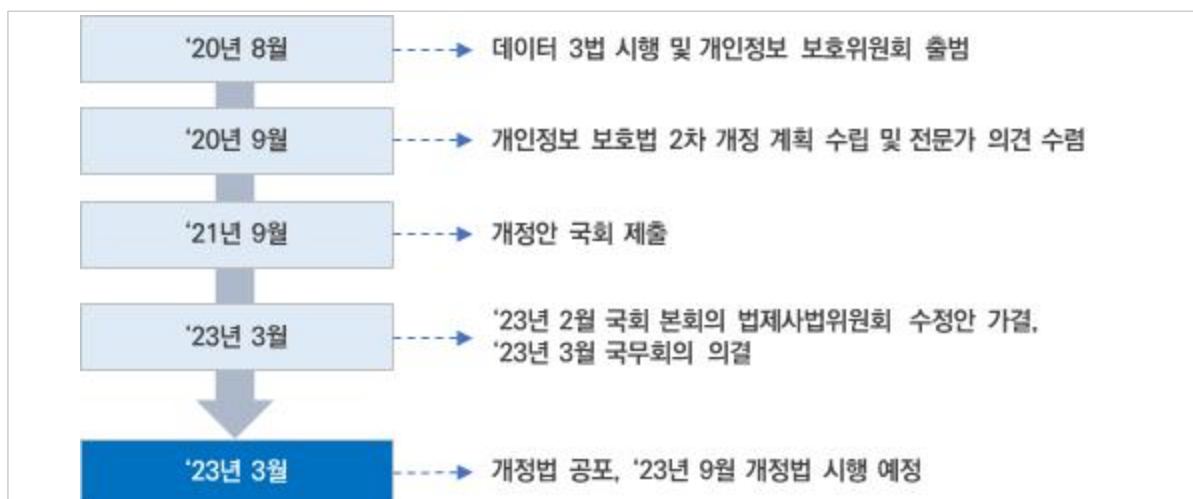 ‘20년 8월 데이터 3법 시행 및 개인정보 보호위원회 출범
‘20년 9월 개인정보 보호법 2차 개정 계획 수립 및 전문가 의견 수렴
‘21년 9월 개정안 국회 제출
‘23년 3월 ‘23년 2월 국회 본회의 법제사법위원회 수정안 가결,
‘23년 3월 국무회의 의결
‘23년 3월 개정법 공포, ‘23년 9월 개정법 시행 예정